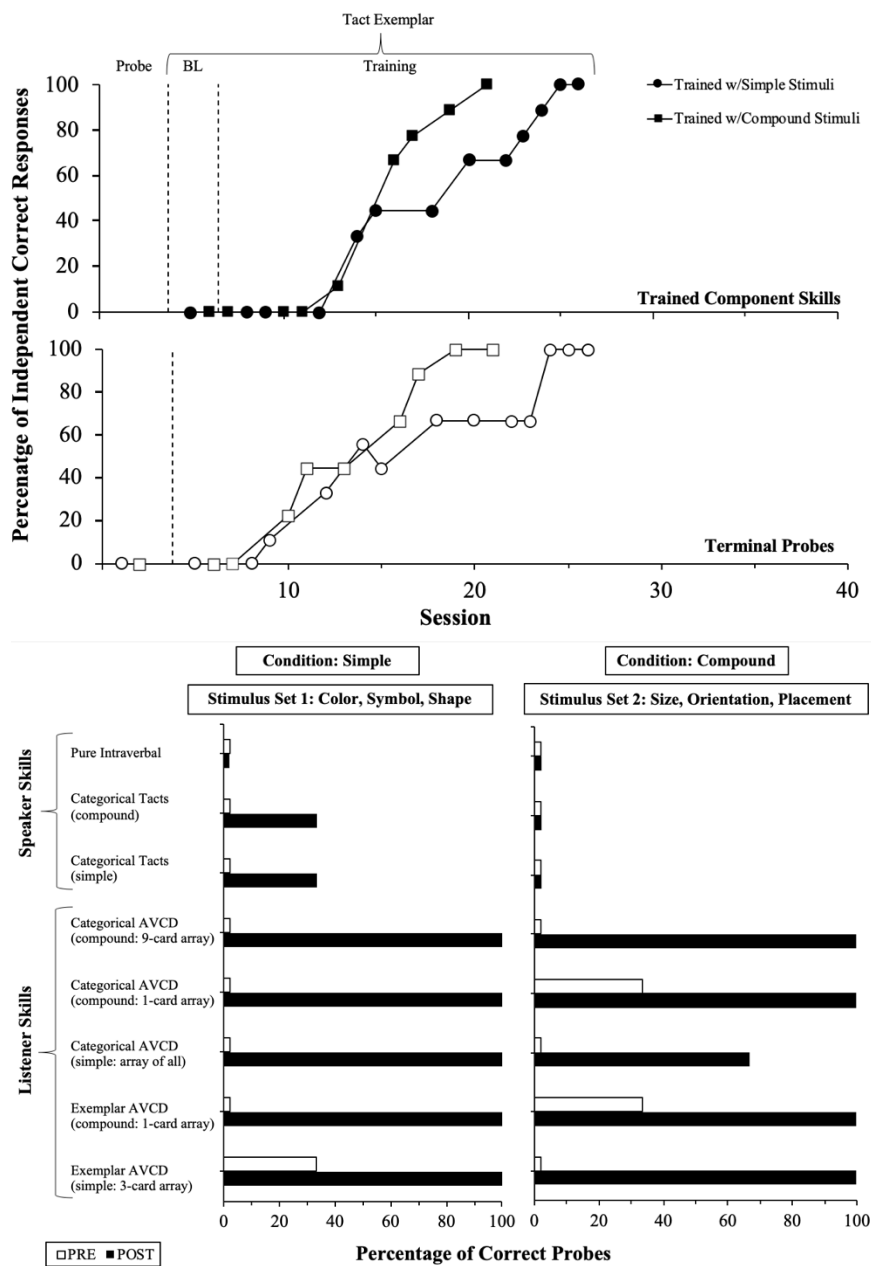 Tact Exemplar
Probe BL Training
Percenatge of Independent Correct Responses
100
80
60
40
20
0
Trained w/Simple Stimuli
Trained w/Compound Stimuli
Trained Component Skills
0 10 20 30 40
100
80
60
40
20
0
Terminal Probes
10 20 30 40
Session
Condition: Simple
Condition: Compound
Stimulus Set 1: Color, Symbol, Shape
Stimulus Set 2: Size, Orientation, Placement
Speaker Skills
Pure Intraverbal
Categorical Tacts
(compound)
Categorical Tacts
(simple)
Listener Skills
Categorical AVCD
(compound: 9-card array)
Categorical AVCD
(compound: 1-card array)
Categorical AVCD
(simple: array of all)
Exemplar AVCD
(compound: 1-card array)
Exemplar AVCD
(simple: 3-card array)
0 20 40 60 80 100
0 20 40 60 80 100
PRE POST
Percentage of Correct Probes